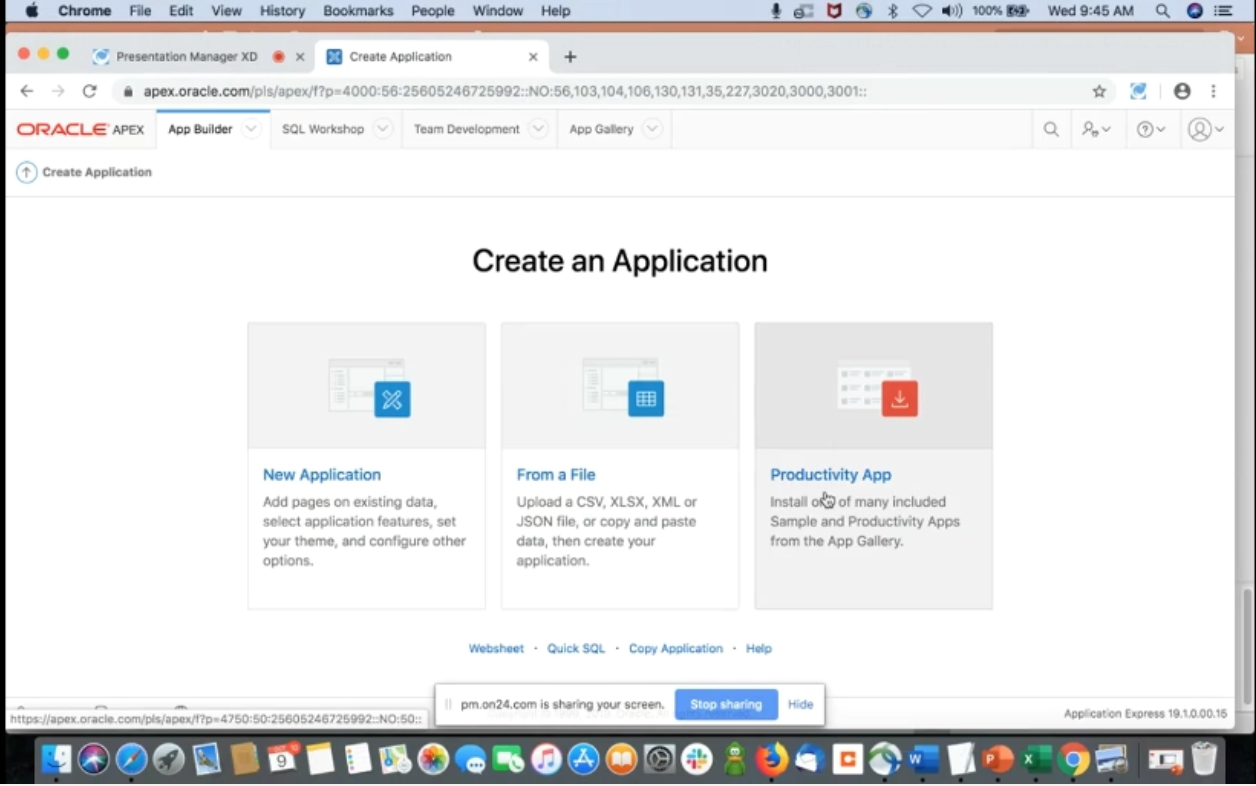 Chrome File Edit View History Bookmarks People Window Help 100% Wed 9:45 AM
Presentation Manager XD Create Application
apex.oracle.com/pls/apex/f?p=4000:56:25605246725992::NO:56,103,104,106,130,131,35,227,3020,3000,3001::
ORACLE APEX App Builder SQL Workshop Team Development App Gallery
Create Application
Create an Application
New Application
Add pages on existing data,
select application features, set
your theme, and configure other
options.
From a File
Upload a CSV, XLSX, XML or
JSON file, or copy and paste
data, then create your
application.
Productivity App
Install of many included
Sample and Productivity Apps
from the App Gallery.
Websheet · Quick SQL · Copy Application · Help
pm.on24.com is sharing your screen. Stop sharing Hide
https://apex.oracle.com/pls/apex/f?p=4750:50:25605246725992::NO:50::
Application Express 19.1.0.00.15
9
W P X